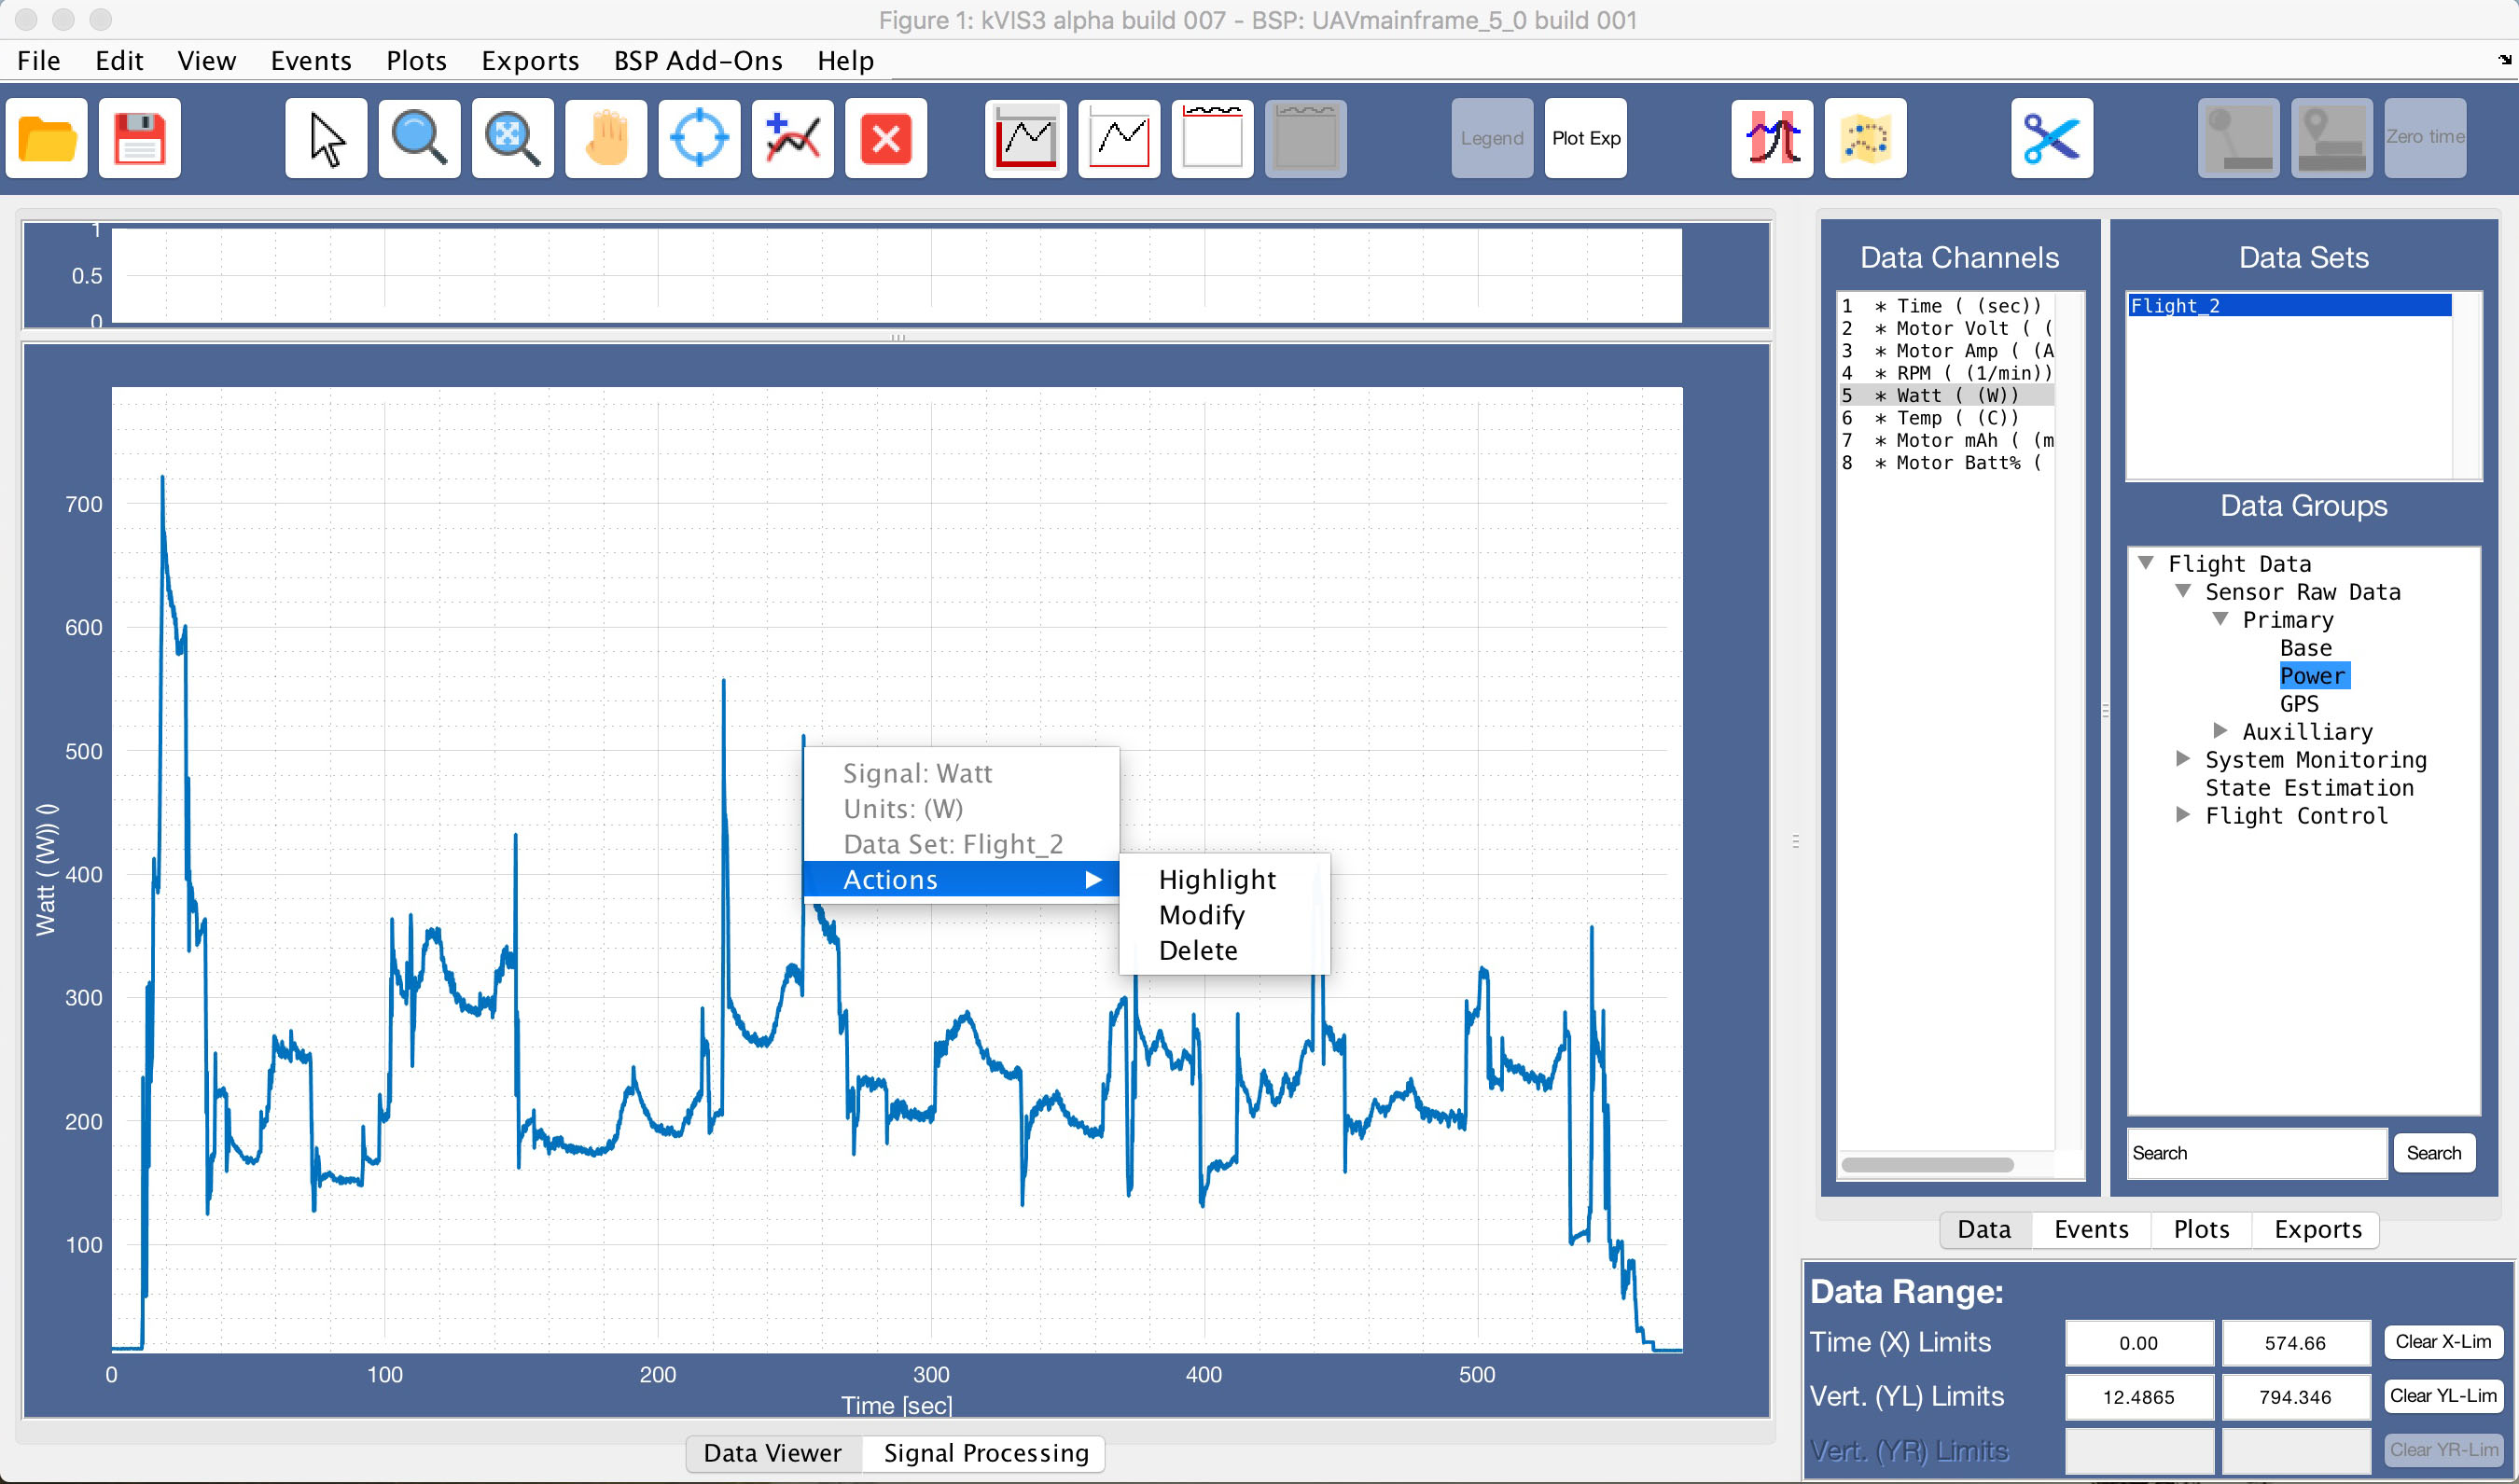 Figure 1: kVIS3 alpha build 007 - BSP: UAVmainframe_5_0 build 001
File Edit View Events Plots Exports BSP Add-Ons Help
Legend
Plot Exp
Zero time
1
0.5
0
700
600
500
400
300
200
100
Watt ( (W)) ()
0 100 200 300 400 500
Time [sec]
Signal: Watt
Units: (W)
Data Set: Flight_2
Actions
Highlight
Modify
Delete
Data Viewer
Signal Processing
Data Channels
1 * Time ( (sec))
2 * Motor Volt ( (
3 * Motor Amp ( (A
4 * RPM ( (1/min))
5 * Watt ( (W))
6 * Temp ( (C))
7 * Motor mAh ( (m
8 * Motor Batt% (
Data Sets
Flight_2
Data Groups
Flight Data
Sensor Raw Data
Primary
Base
Power
GPS
Auxilliary
System Monitoring
State Estimation
Flight Control
Search
Search
Data Events Plots Exports
Data Range:
Time (X) Limits 0.00 574.66 Clear X-Lim
Vert. (YL) Limits 12.4865 794.346 Clear YL-Lim
Vert. (YR) Limits Clear YR-Lim